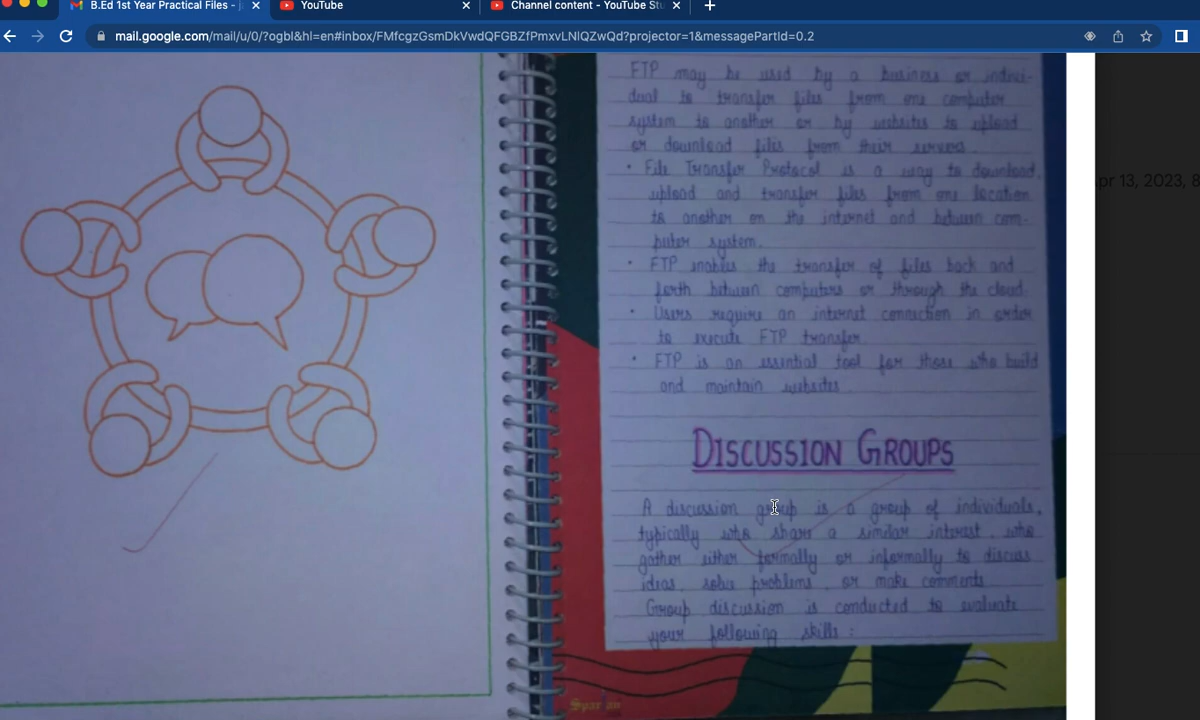 B.Ed 1st Year Practical Files -
YouTube
Channel content - YouTube Stu
mail.google.com/mail/u/0/?ogbl&hl=en#inbox/FMfcgzGsmDkVwdQFGBZfPmxvLNlQZwQd?projector=1&messagePartId=0.2
pr 13, 2023, 8
FTP may be used by a business or indivi-
dual to transfer files from one computer
system to another or by websites to upload
or download files from their servers.
• File Transfer Protocol is a way to download,
upload and transfer files from one location
to another on the internet and between com-
puter system.
• FTP enables the transfer of files back and
forth between computers or through the cloud.
• Users require an internet connection in order
to execute FTP transfer
• FTP is an essential tool for those who build
and maintain websites.
DISCUSSION GROUPS
A discussion group is a group of individuals,
typically who share a similar interest, who
gather either formally or informally to discuss
ideas, solve problems, or make comments.
Group discussion is conducted to evaluate
your following skills :